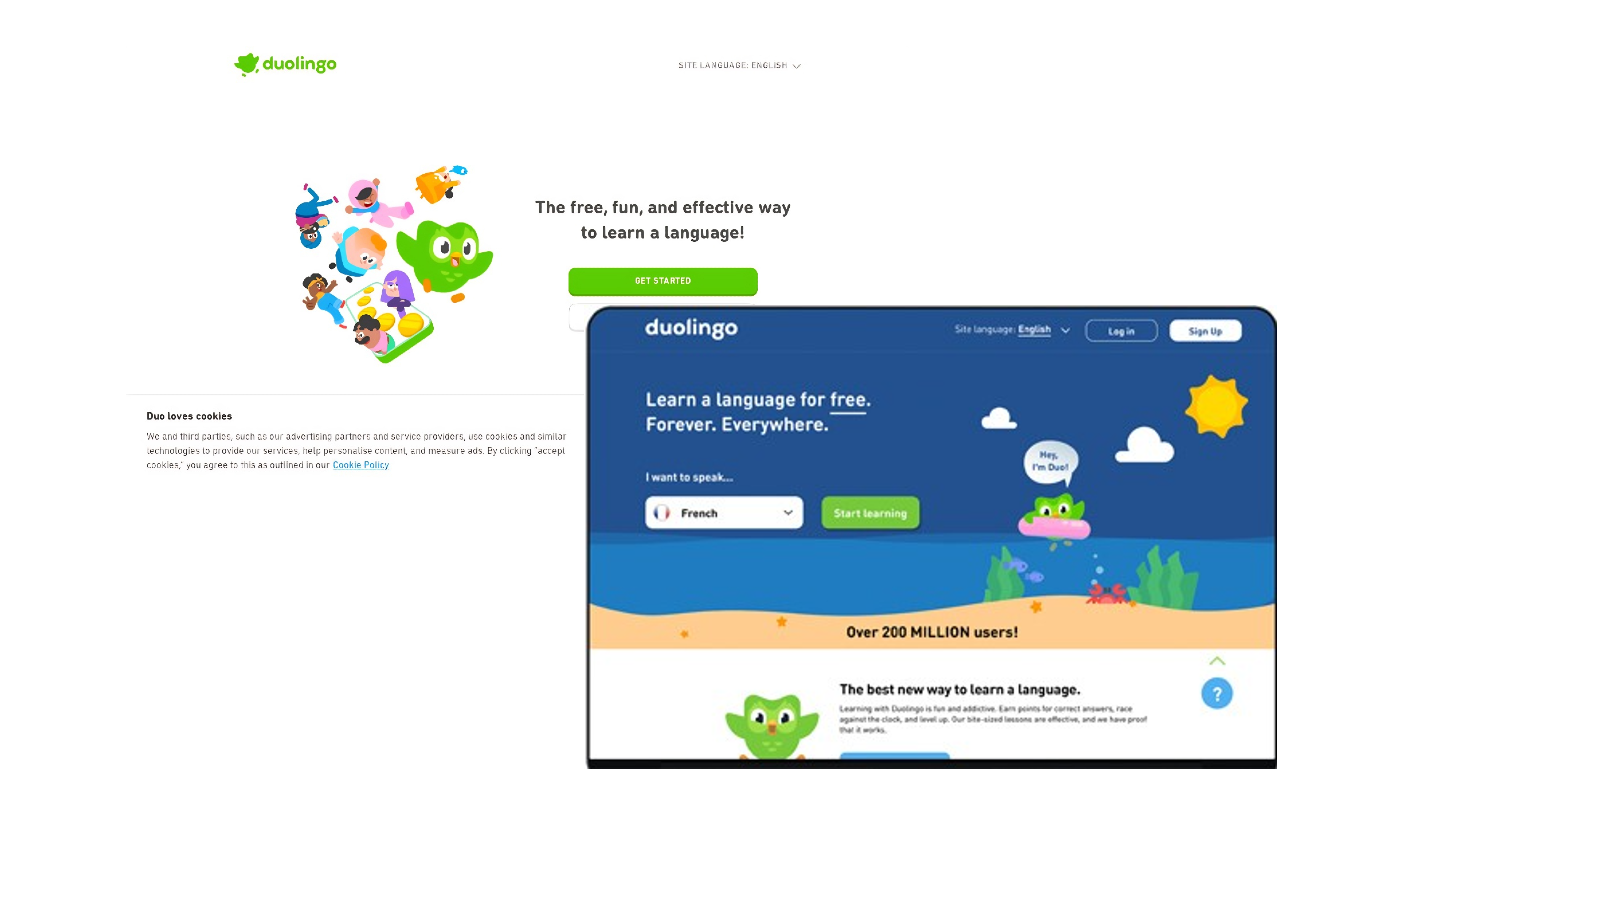 duolingo
SITE LANGUAGE: ENGLISH
The free, fun, and effective way
to learn a language!
GET STARTED
Duo loves cookies
We and third parties, such as our advertising partners and service providers, use cookies and similar
technologies to provide our services, help personalise content, and measure ads. By clicking "accept
cookies," you agree to this as outlined in our Cookie Policy
duolingo
Site language: English
Log in
Sign Up
Learn a language for free.
Forever. Everywhere.
Hey,
I'm Duo!
I want to speak...
French
Start learning
Over 200 MILLION users!
The best new way to learn a language.
Learning with Duolingo is fun and addictive. Earn points for correct answers, race
against the clock, and level up. Our bite-sized lessons are effective, and we have proof
that it works.
?